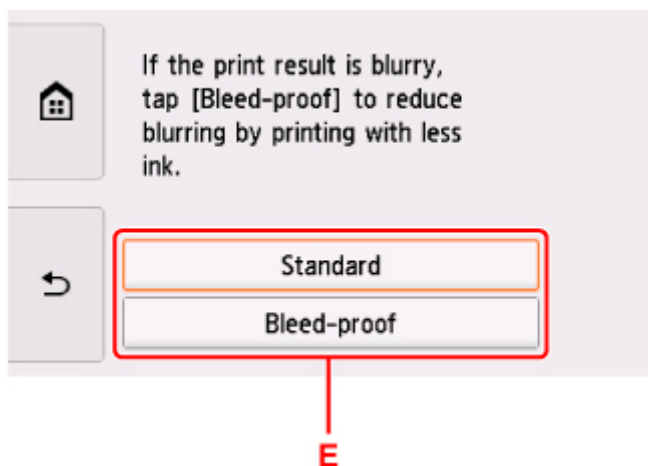 If the print result is blurry,
tap [Bleed-proof] to reduce
blurring by printing with less
ink.
Standard
Bleed-proof
E